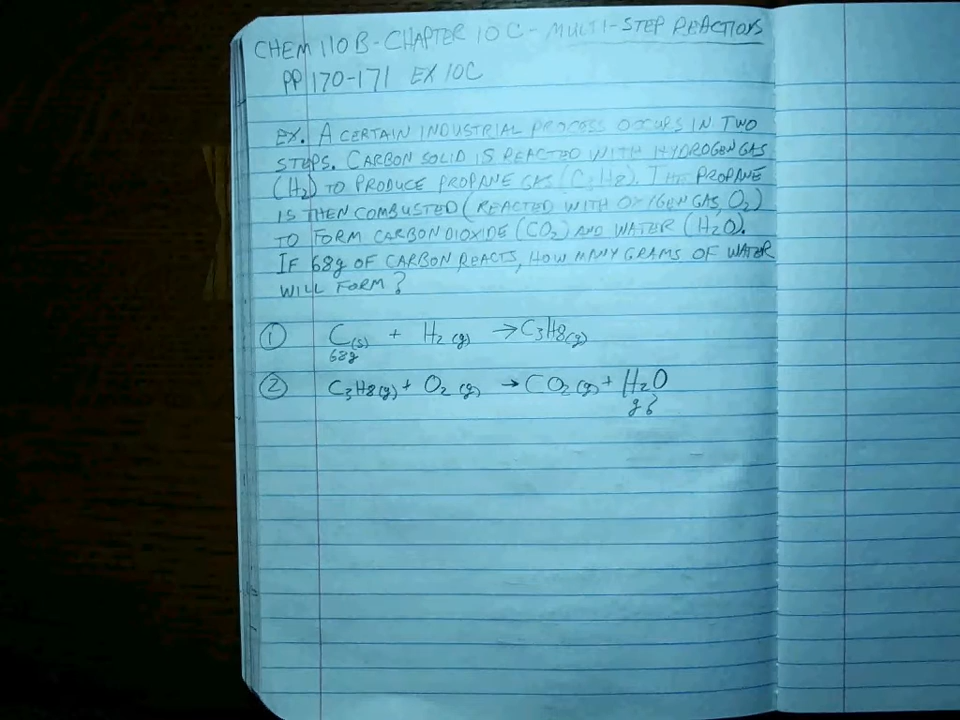 CHEM 110B - CHAPTER 10C - MULTI-STEP REACTIONS
PP 170-171 EX 10C
EX. A CERTAIN INDUSTRIAL PROCESS OCCURS IN TWO
STEPS. CARBON SOLID IS REACTED WITH HYDROGEN GAS
(H2) TO PRODUCE PROPANE GAS (C3H8). THE PROPANE
IS THEN COMBUSTED (REACTED WITH OXYGEN GAS, O2)
TO FORM CARBON DIOXIDE (CO2) AND WATER (H2O).
IF 68g OF CARBON REACTS, HOW MANY GRAMS OF WATER
WILL FORM?
① C(s) + H2(g) → C3H8(g)
68g
② C3H8(g) + O2(g) → CO2(g) + H2O
g?